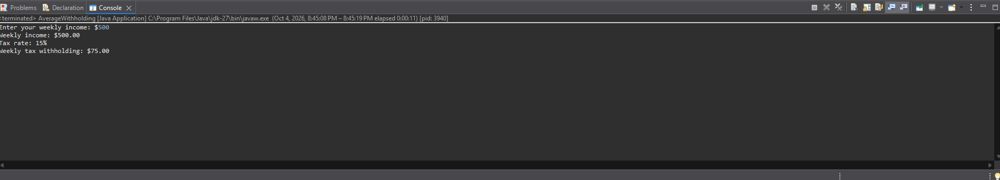 Problems Declaration Console
<terminated> AverageWithholding [Java Application] C:\Program Files\Java\jdk-27\bin\javaw.exe (Oct 4, 2026, 8:45:08 PM – 8:45:19 PM elapsed 0:00:11) [pid: 3940]
Enter your weekly income: $500
Weekly income: $500.00
Tax rate: 15%
Weekly tax withholding: $75.00